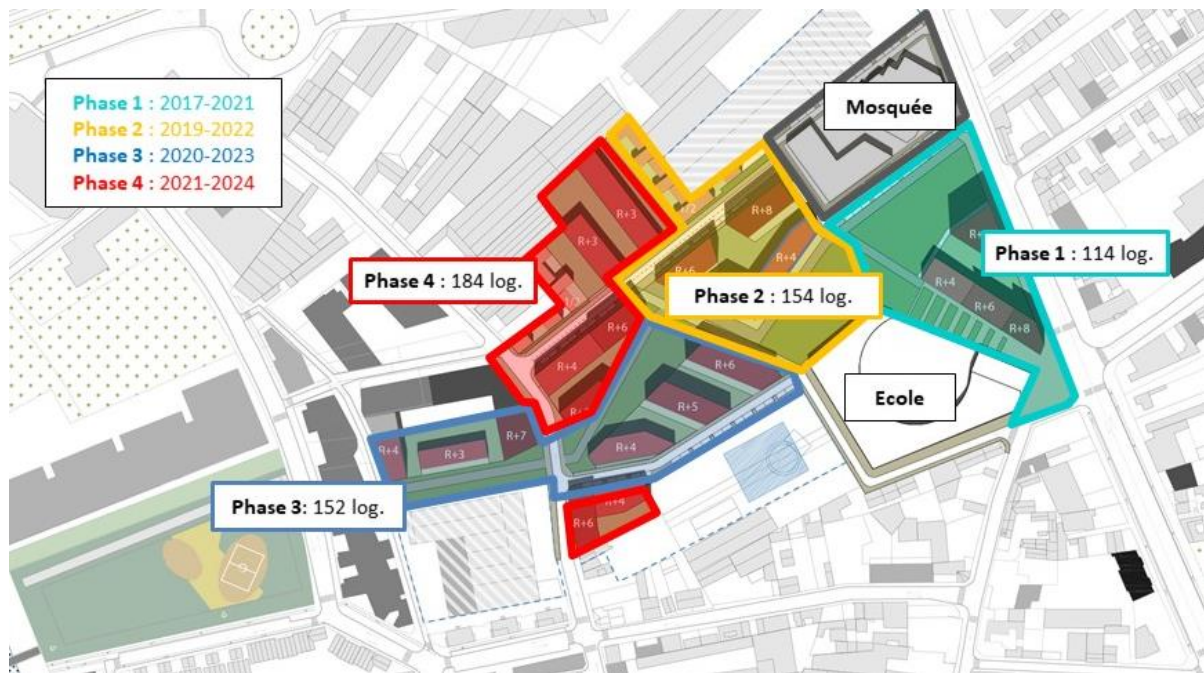 Phase 1 : 2017-2021
Phase 2 : 2019-2022
Phase 3 : 2020-2023
Phase 4 : 2021-2024
Mosquée
R+3
R+8
R+3
R+4
Phase 1 : 114 log.
Phase 4 : 184 log.
R+6
Phase 2 : 154 log.
R+4
R+6
R+8
R+6
R+4
R+6
Ecole
R+5
R+7
R+4
R+3
R+4
Phase 3: 152 log.
R+4
R+6